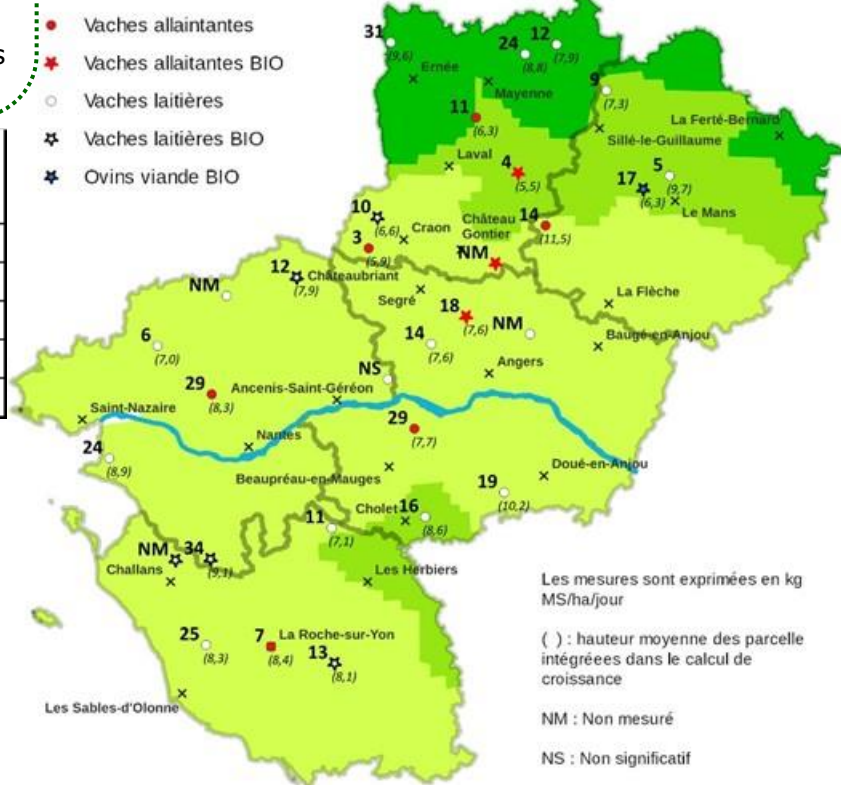 s
Vaches allaintantes
Vaches allaitantes BIO
Vaches laitières
Vaches laitières BIO
Ovins viande BIO
31
(9,6)
Ernée
24
(8,8)
12
(7,9)
Mayenne
11
(6,3)
9
(7,3)
La Ferté-Bernard
Sillé-le-Guillaume
Laval
4
(5,5)
17
(6,3)
5
(9,7)
Le Mans
10
(6,6)
Craon
Château
Gontier
14
(11,5)
3
(5,9)
NM
12
(7,9)
Châteaubriant
NM
Segré
18
(7,6)
NM
La Flèche
6
(7,0)
14
(7,6)
Baugé-en-Anjou
Angers
NS
29
(8,3)
Ancenis-Saint-Géréon
Saint-Nazaire
29
(7,7)
Nantes
24
(8,9)
Beaupréau-en-Mauges
Doué-en-Anjou
19
(10,2)
Cholet
16
(8,6)
11
(7,1)
NM
34
(9,1)
Challans
Les Herbiers
25
(8,3)
7
(8,4)
La Roche-sur-Yon
13
(8,1)
Les Sables-d'Olonne
Les mesures sont exprimées en kg
MS/ha/jour
( ) : hauteur moyenne des parcelle
intégréees dans le calcul de
croissance
NM : Non mesuré
NS : Non significatif